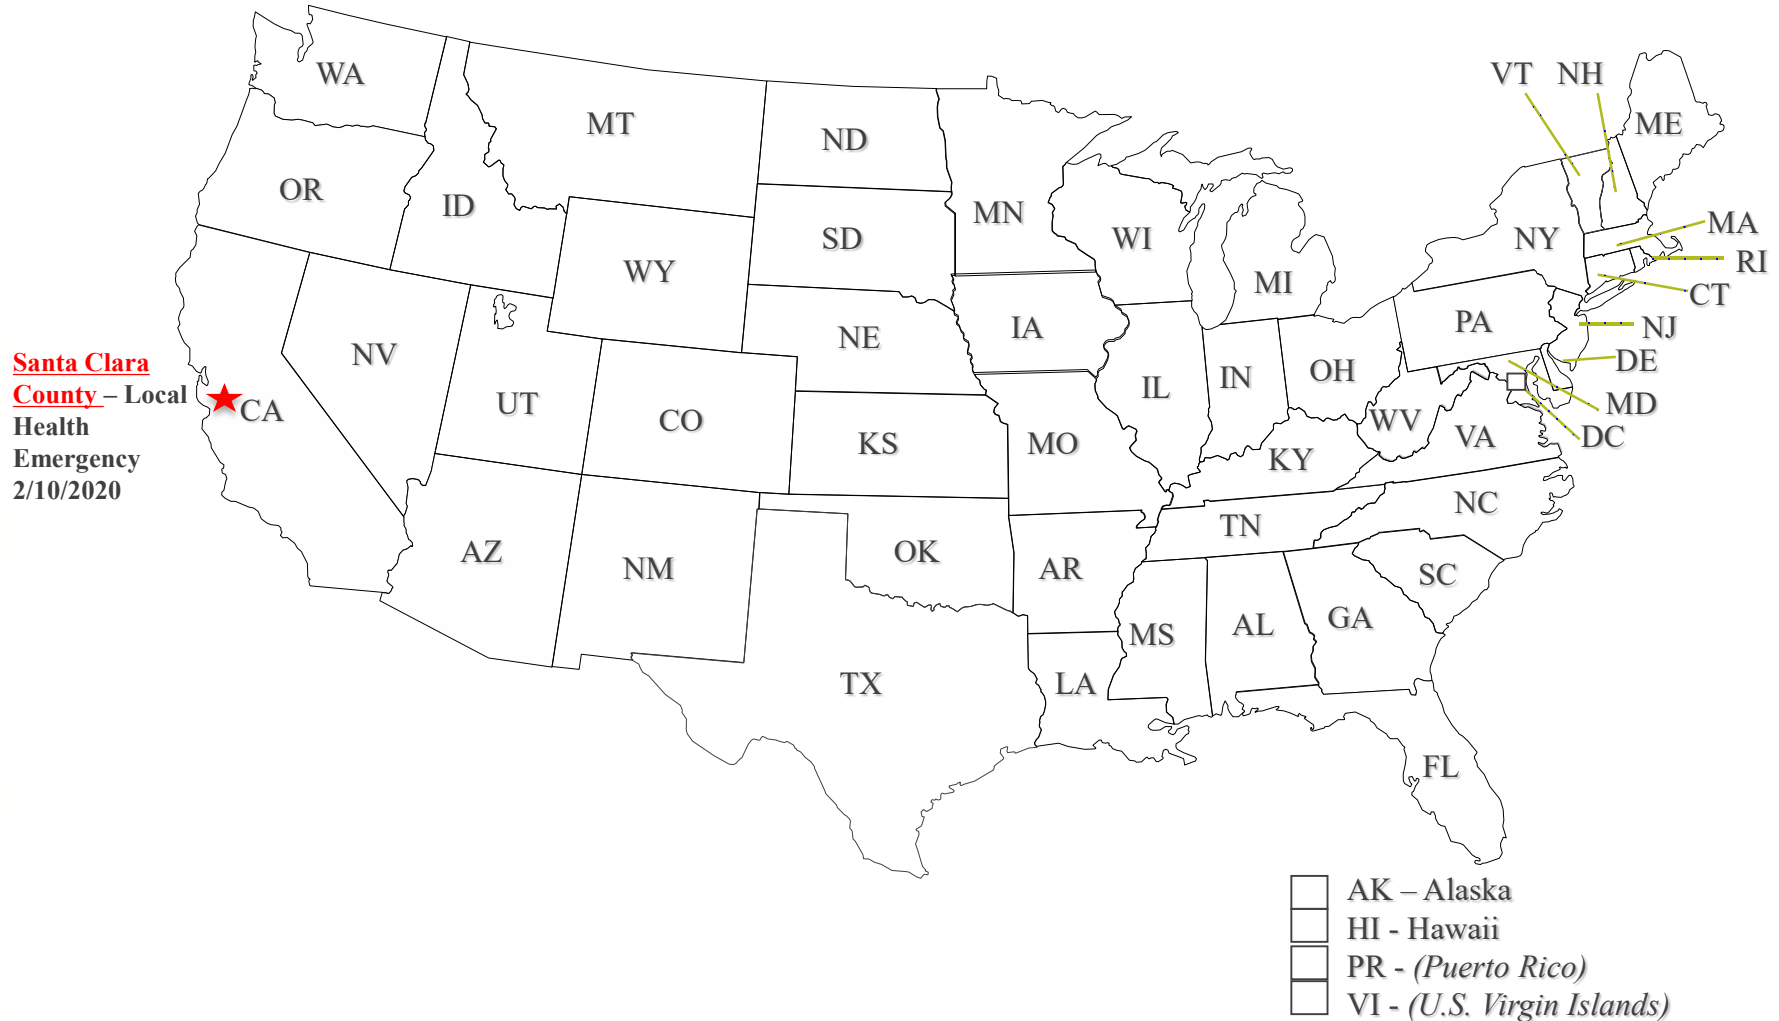 WA
MT
ND
VT NH
ME
OR
ID
MN
SD
WI
NY
MA
WY
MI
RI
CT
NE
IA
PA
NJ
Santa Clara
County – Local
Health
Emergency
2/10/2020
NV
CA
UT
CO
KS
MO
IL
IN
OH
WV
VA
KY
DE
MD
DC
NC
TN
AZ
NM
OK
AR
SC
MS
AL
GA
TX
LA
FL
AK – Alaska
HI - Hawaii
PR - (Puerto Rico)
VI - (U.S. Virgin Islands)